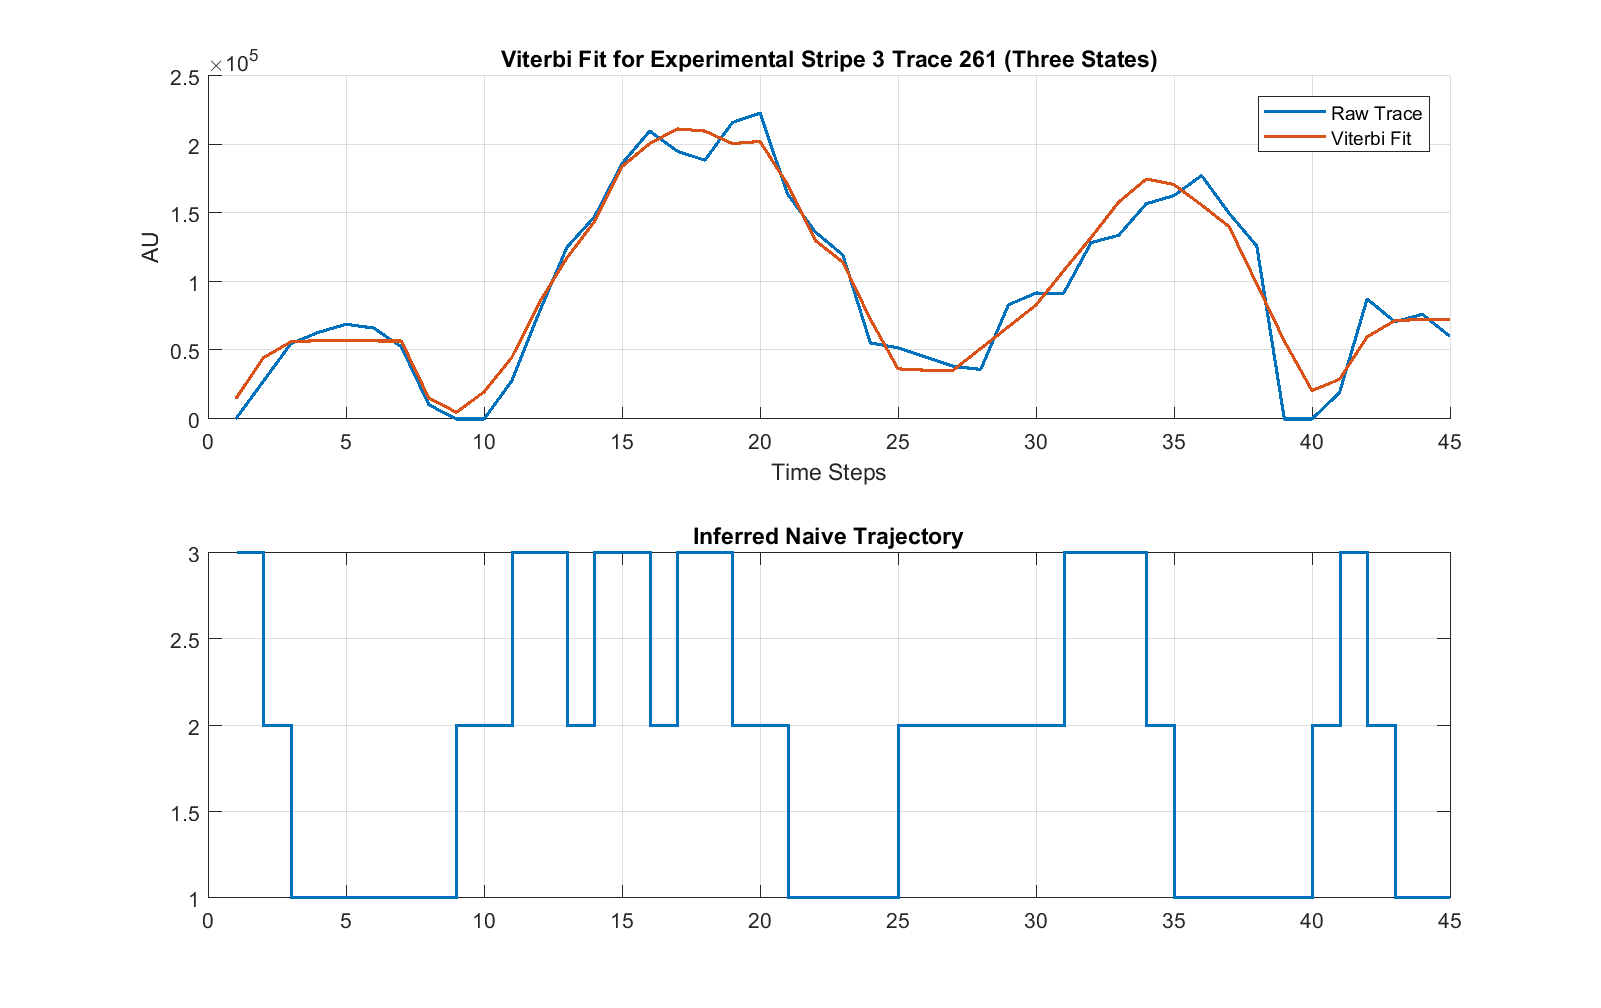 Viterbi Fit for Experimental Stripe 3 Trace 261 (Three States)
×10^5
2.5
2
1.5
1
0.5
0
AU
Raw Trace
Viterbi Fit
0 5 10 15 20 25 30 35 40 45
Time Steps
Inferred Naive Trajectory
3
2.5
2
1.5
1
0 5 10 15 20 25 30 35 40 45